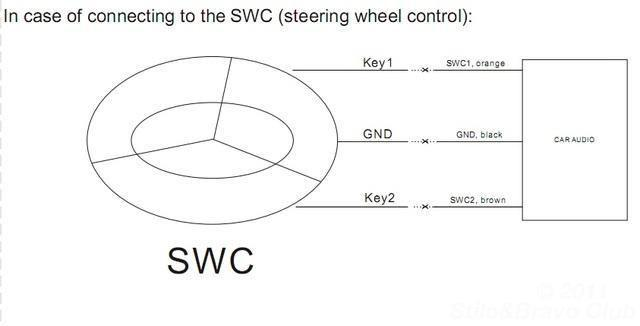 In case of connecting to the SWC (steering wheel control):
Key1 SWC1, orange
GND GND, black CAR AUDIO
Key2 SWC2, brown
SWC
© 2011
Stilo&Bravo Club